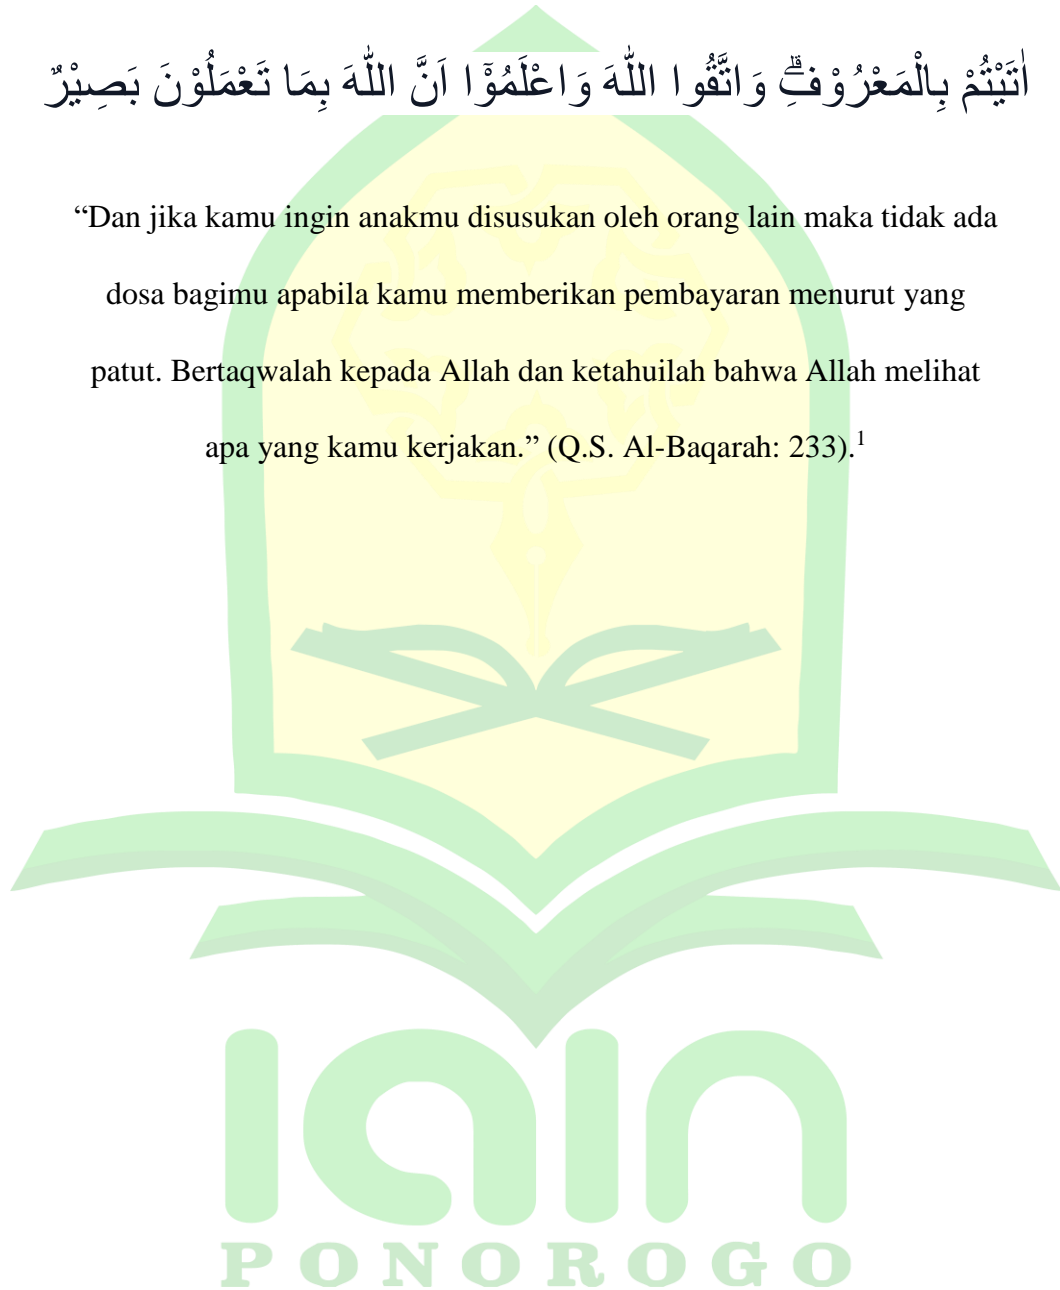 اٰتَيْتُمْ بِالْمَعْرُوْفِۗ وَاتَّقُوا اللّٰهَ وَاعْلَمُوْٓا اَنَّ اللّٰهَ بِمَا تَعْمَلُوْنَ بَصِيْرٌ
“Dan jika kamu ingin anakmu disusukan oleh orang lain maka tidak ada
dosa bagimu apabila kamu memberikan pembayaran menurut yang
patut. Bertaqwalah kepada Allah dan ketahuilah bahwa Allah melihat
apa yang kamu kerjakan.” (Q.S. Al-Baqarah: 233).¹
iain
PONOROGO